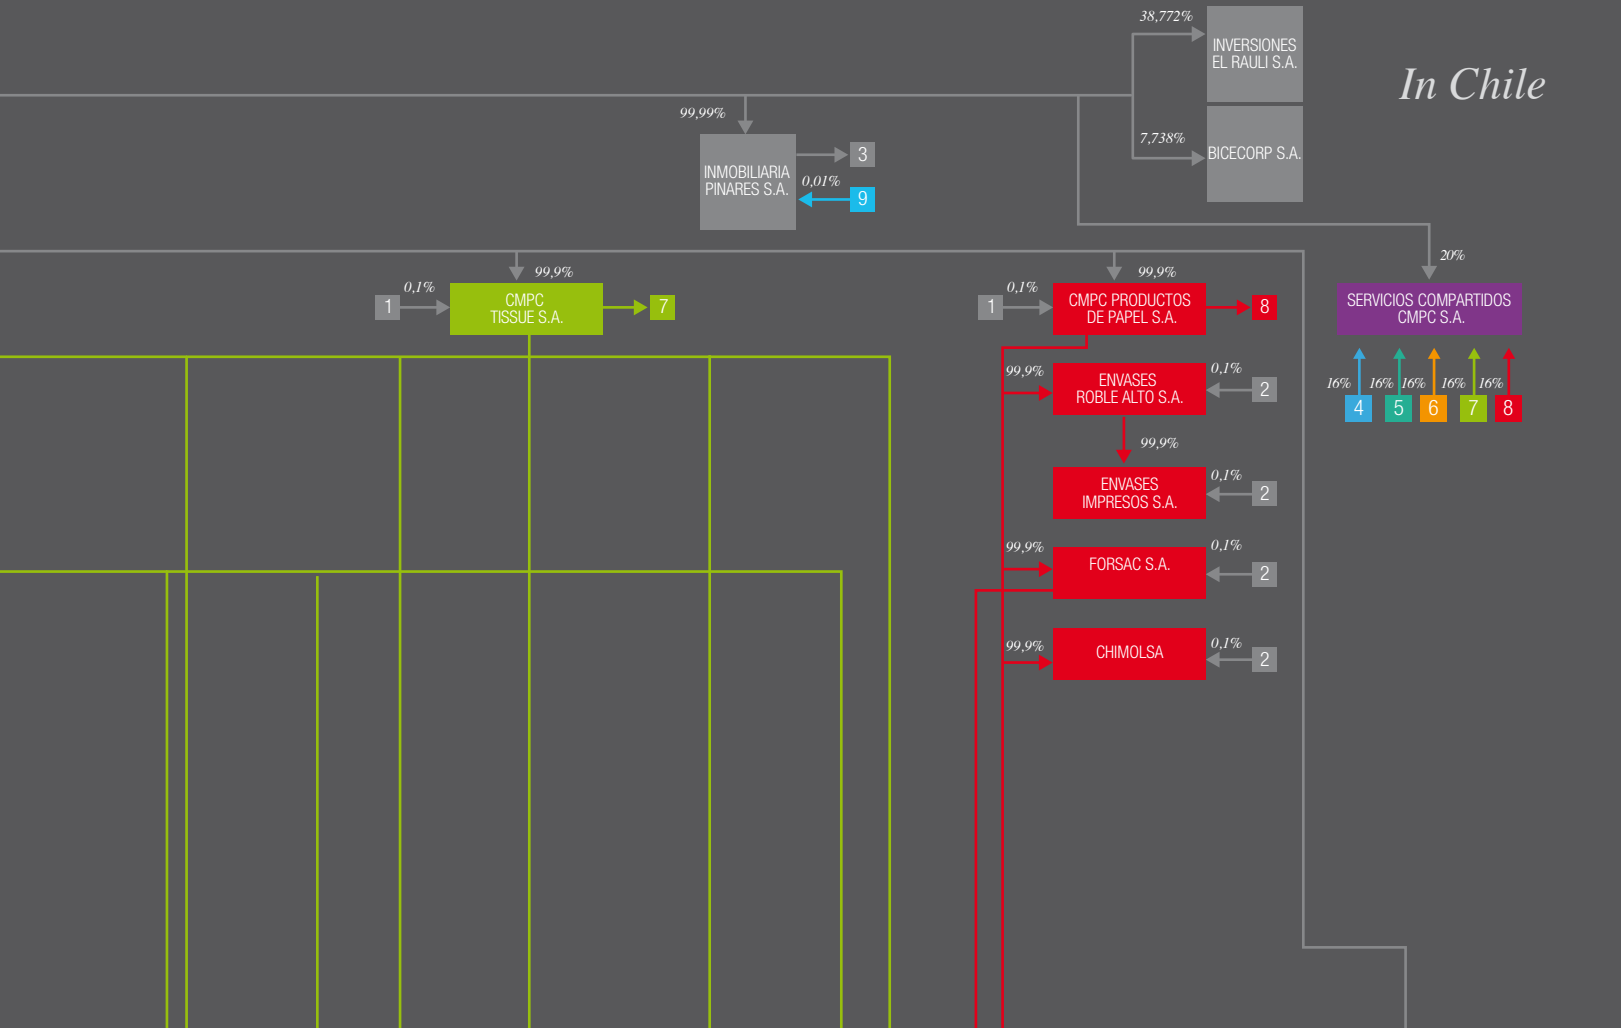 38,772%
INVERSIONES
EL RAULI S.A.
In Chile
99,99%
INMOBILIARIA
PINARES S.A.
3
0,01%
9
7,738%
BICECORP S.A.
20%
0,1%
1
99,9%
CMPC
TISSUE S.A.
7
0,1%
1
99,9%
CMPC PRODUCTOS
DE PAPEL S.A.
8
SERVICIOS COMPARTIDOS
CMPC S.A.
16%
16%
16%
16%
16%
4
5
6
7
8
99,9%
ENVASES
ROBLE ALTO S.A.
0,1%
2
99,9%
ENVASES
IMPRESOS S.A.
0,1%
2
99,9%
FORSAC S.A.
0,1%
2
99,9%
CHIMOLSA
0,1%
2